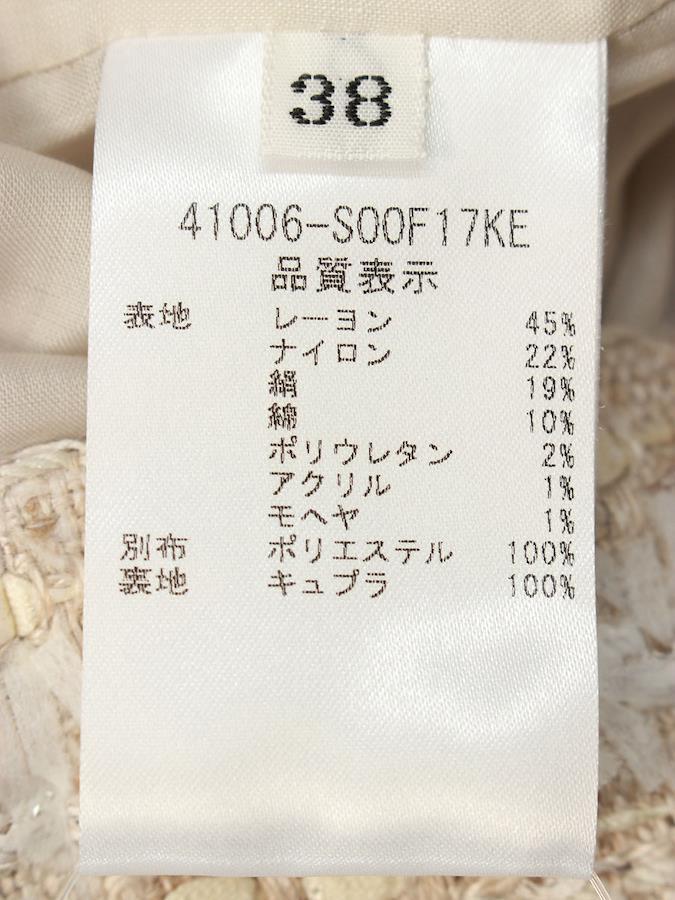 38
41006-S00F17KE
品質表示
表地 レーヨン 45%
ナイロン 22%
絹 19%
綿 10%
ポリウレタン 2%
アクリル 1%
モヘヤ 1%
別布 ポリエステル 100%
裏地 キュプラ 100%